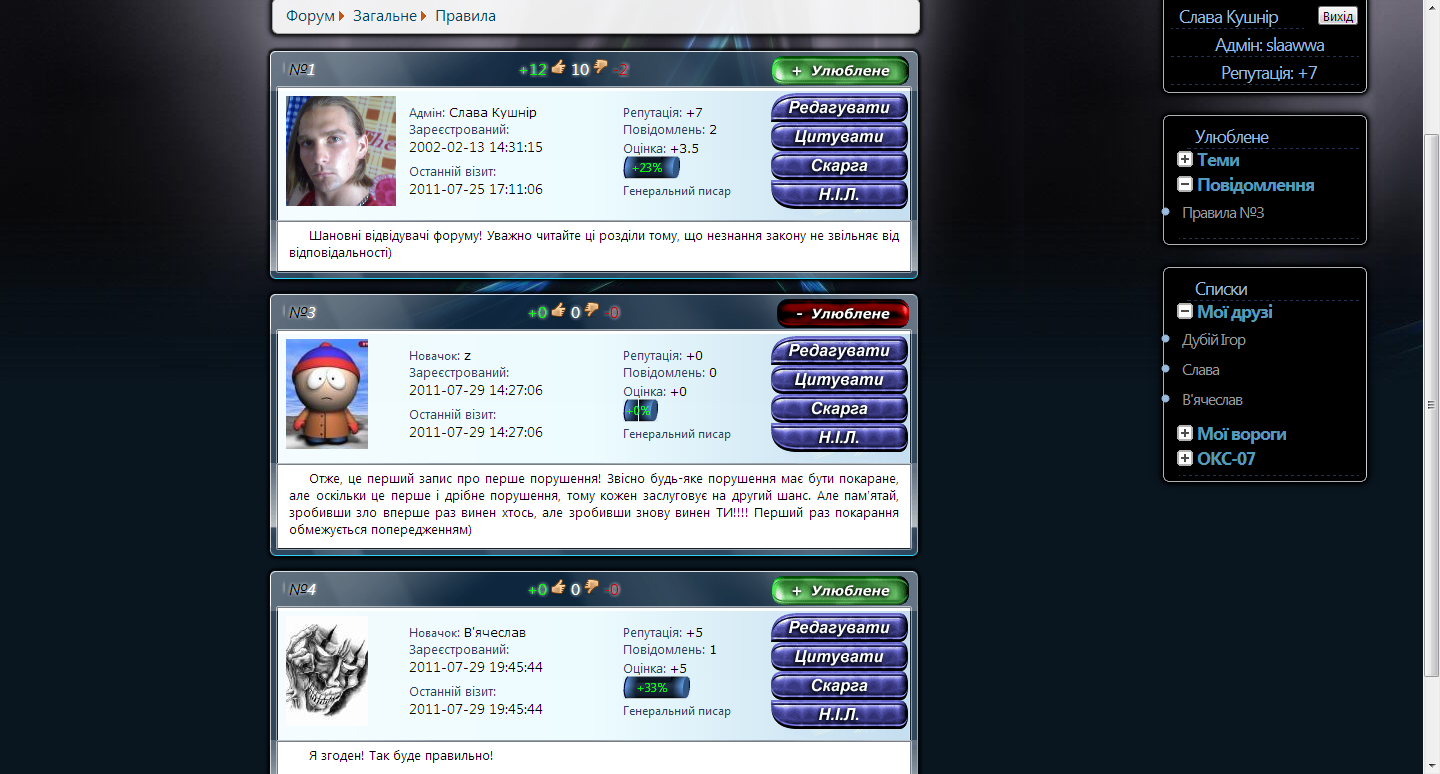 Форум Загальне Правила
№1 +12 10 -2 + Улюблене
Адмін: Слава Кушнір
Зареєстрований:
2002-02-13 14:31:15
Останній візит:
2011-07-25 17:11:06
Репутація: +7
Повідомлень: 2
Оцінка: +3.5
+23%
Генеральний писар
Редагувати
Цитувати
Скарга
Н.І.Л.
Шановні відвідувачі форуму! Уважно читайте ці розділи тому, що незнання закону не звільняє від
відповідальності)
№3 +0 0 -0 - Улюблене
Новачок: z
Зареєстрований:
2011-07-29 14:27:06
Останній візит:
2011-07-29 14:27:06
Репутація: +0
Повідомлень: 0
Оцінка: +0
+0%
Генеральний писар
Редагувати
Цитувати
Скарга
Н.І.Л.
Отже, це перший запис про перше порушення! Звісно будь-яке порушення має бути покаране,
але оскільки це перше і дрібне порушення, тому кожен заслуговує на другий шанс. Але пам'ятай,
зробивши зло вперше раз винен хтось, але зробивши знову винен ТИ!!!! Перший раз покарання
обмежується попередженням)
№4 +0 0 -0 + Улюблене
Новачок: В'ячеслав
Зареєстрований:
2011-07-29 19:45:44
Останній візит:
2011-07-29 19:45:44
Репутація: +5
Повідомлень: 1
Оцінка: +5
+33%
Генеральний писар
Редагувати
Цитувати
Скарга
Н.І.Л.
Я згоден! Так буде правильно!
Слава Кушнір Вихід
Адмін: slaawwa
Репутація: +7
Улюблене
Теми
Повідомлення
Правила №3
Списки
Мої друзі
Дубій Ігор
Слава
В'ячеслав
Мої вороги
ОКС-07